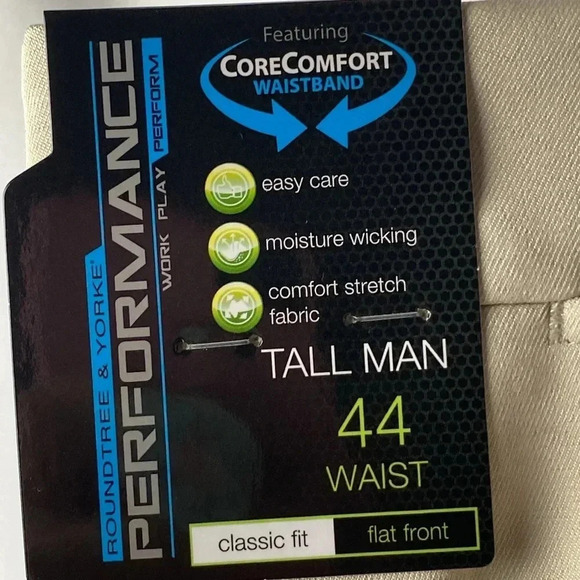 ROUNDTREE & YORKE®
PERFORMANCE
WORK PLAY PERFORM
Featuring
CORECOMFORT
WAISTBAND
easy care
moisture wicking
comfort stretch
fabric
TALL MAN
44
WAIST
classic fit
flat front